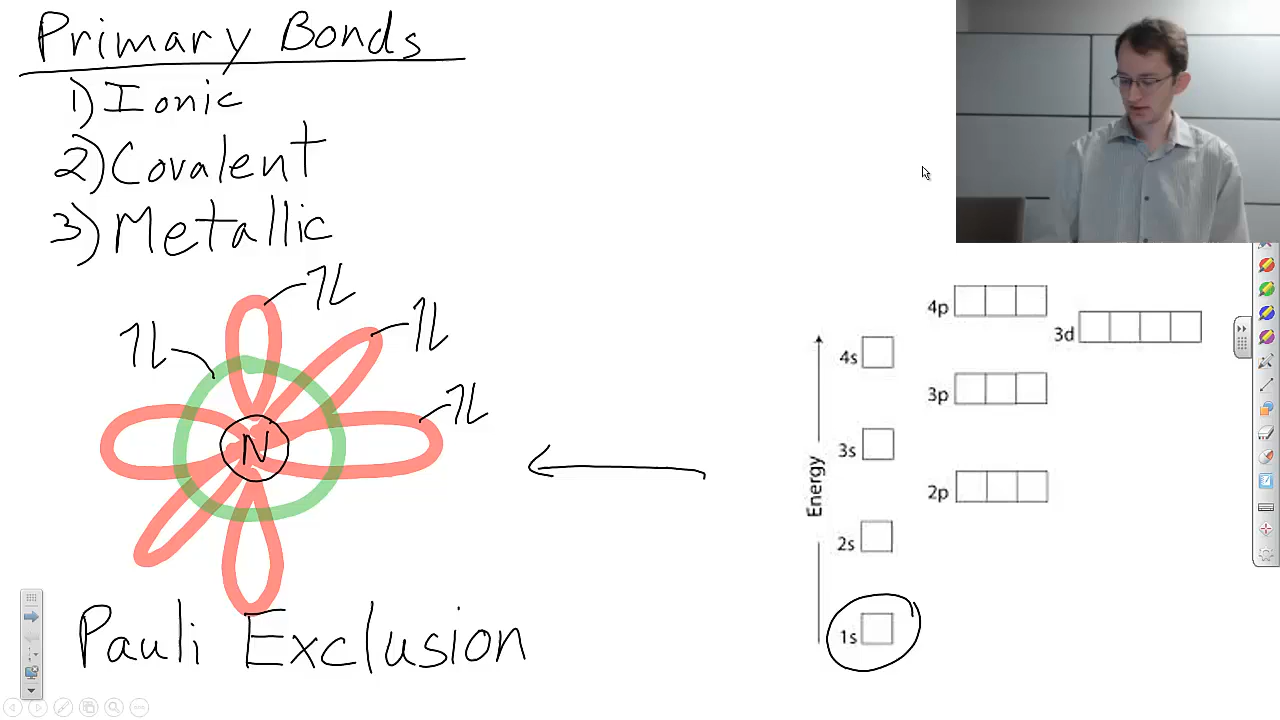 Primary Bonds
1) Ionic
2) Covalent
3) Metallic
N
Pauli Exclusion
4p
3d
4s
3p
3s
Energy
2p
2s
1s